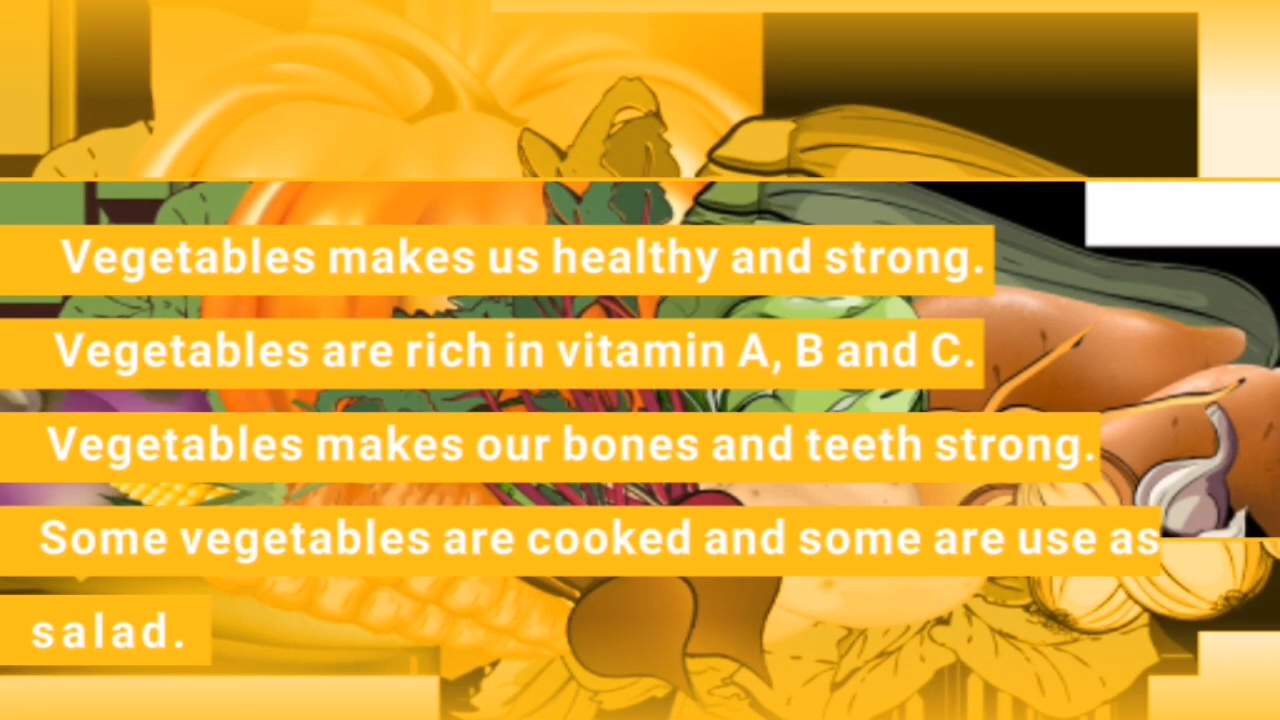 Vegetables makes us healthy and strong.
Vegetables are rich in vitamin A, B and C.
Vegetables makes our bones and teeth strong.
Some vegetables are cooked and some are use as
salad.